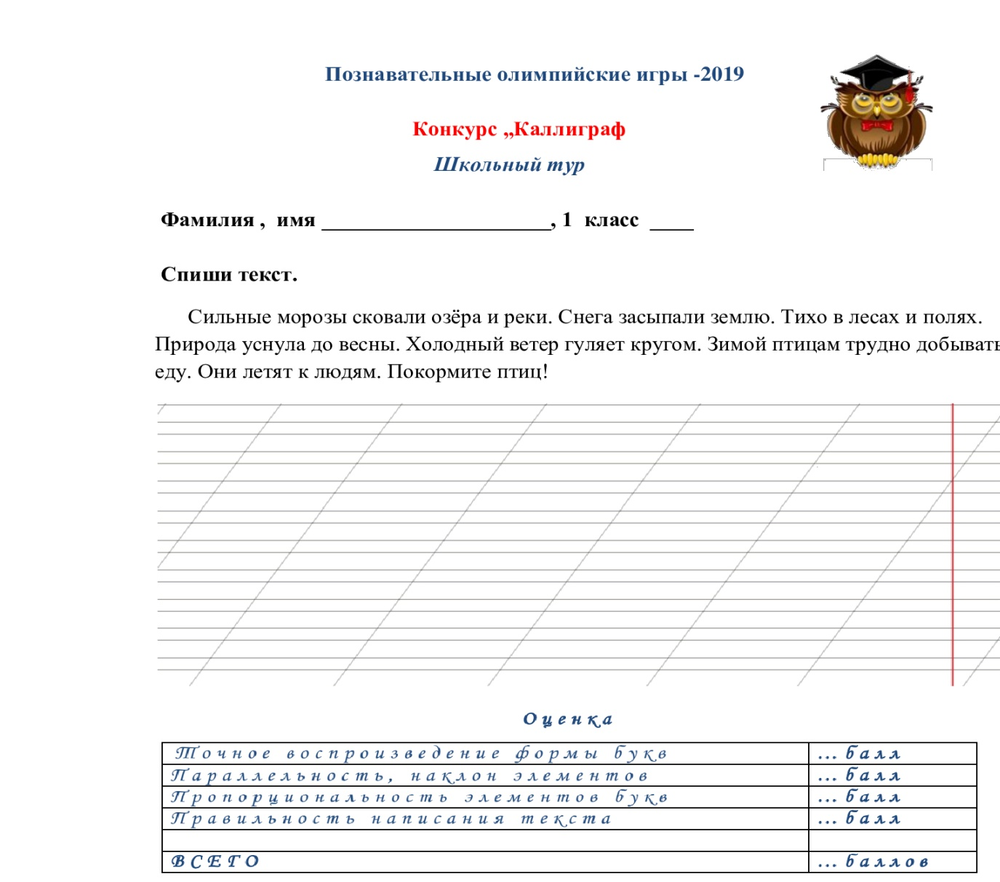 Познавательные олимпийские игры -2019
Конкурс „Каллиграф
Школьный тур
Фамилия , имя _____________________, 1 класс ____
Спиши текст.
Сильные морозы сковали озёра и реки. Снега засыпали землю. Тихо в лесах и полях.
Природа уснула до весны. Холодный ветер гуляет кругом. Зимой птицам трудно добывать
еду. Они летят к людям. Покормите птиц!
Оценка
Точное воспроизведение формы букв ... балл
Параллельность, наклон элементов ... балл
Пропорциональность элементов букв ... балл
Правильность написания текста ... балл
ВСЕГО ... баллов